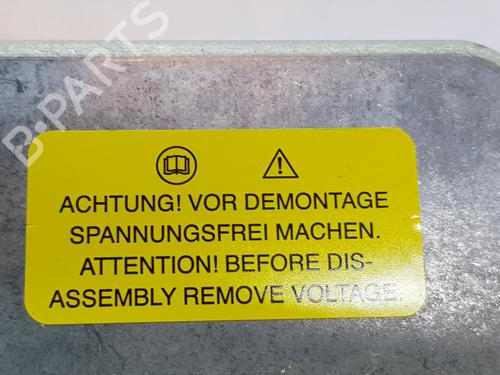 B-PARTS
ACHTUNG! VOR DEMONTAGE
SPANNUNGSFREI MACHEN.
ATTENTION! BEFORE DIS-
ASSEMBLY REMOVE VOLTAGE.